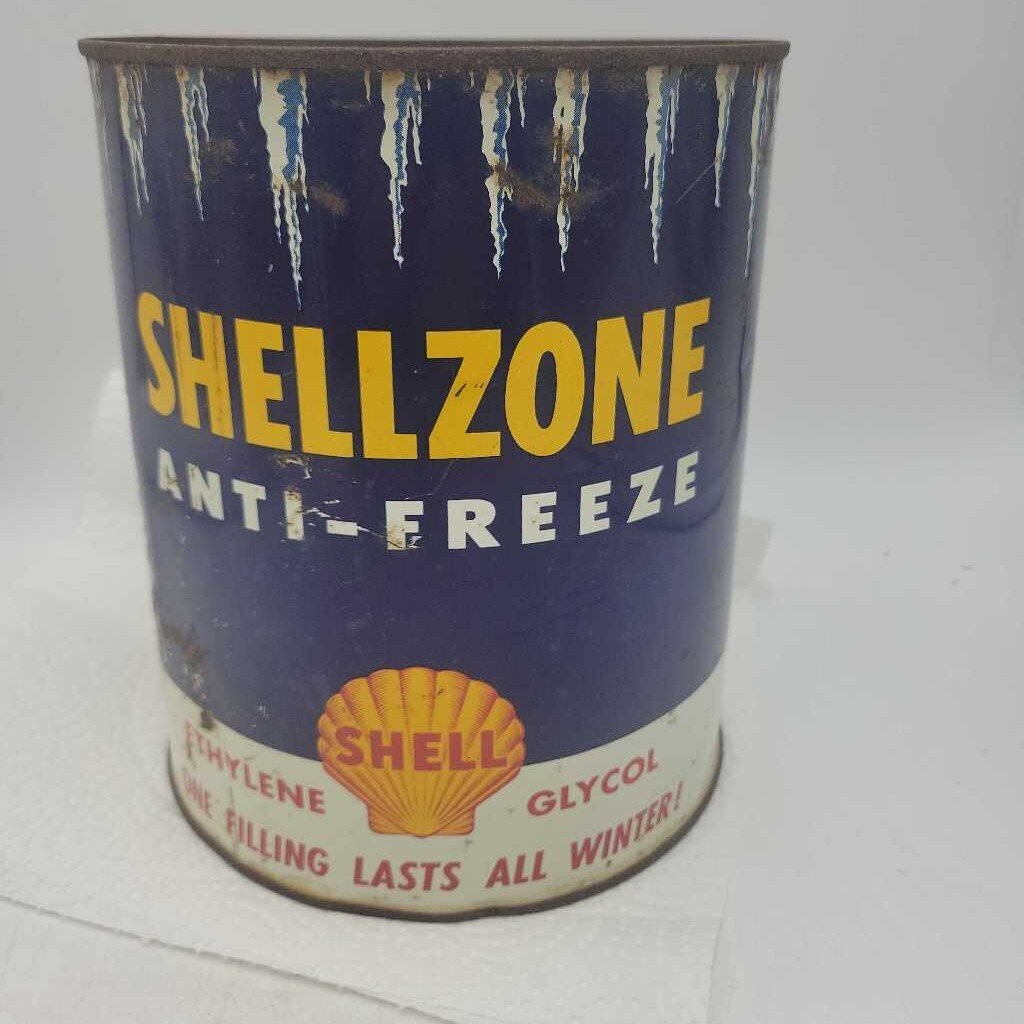 SHELLZONE
ANTI-FREEZE
SHELL
ETHYLENE GLYCOL
ONE FILLING LASTS ALL WINTER!